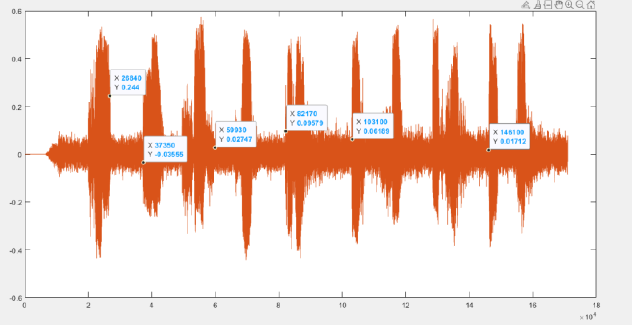 0.6
0.4
0.2
0
-0.2
-0.4
-0.6
X 26840
Y 0.244
X 37350
Y -0.03555
X 59930
Y 0.02747
X 82170
Y 0.09579
X 103100
Y 0.06189
X 146100
Y 0.01712
0 2 4 6 8 10 12 14 16 18
× 10⁴